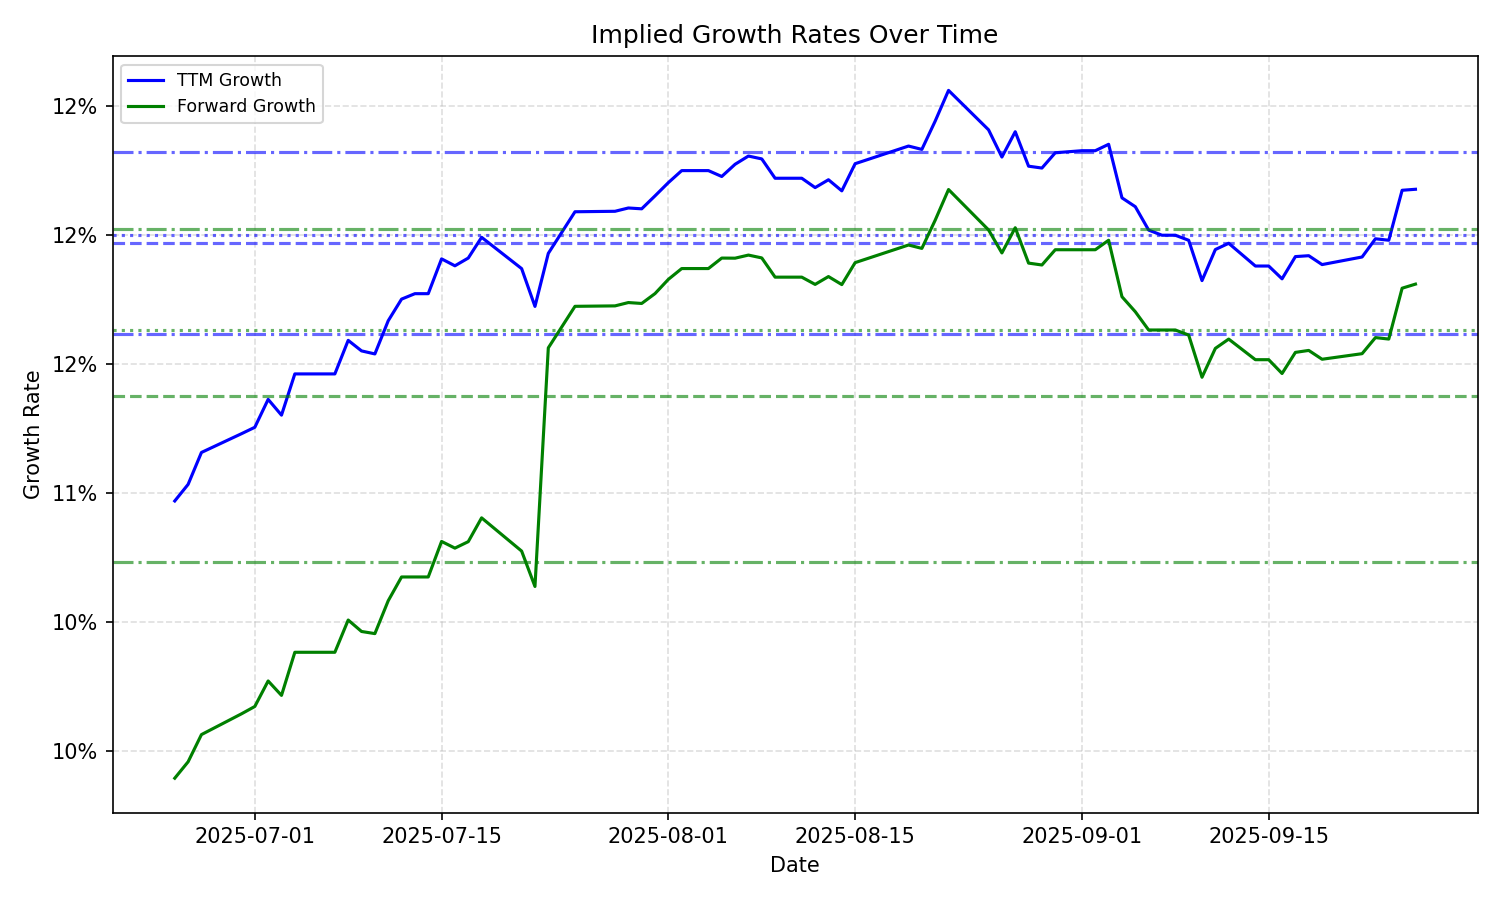 Implied Growth Rates Over Time
TTM Growth
Forward Growth
12%
12%
12%
11%
10%
10%
Growth Rate
2025-07-01 2025-07-15 2025-08-01 2025-08-15 2025-09-01 2025-09-15
Date